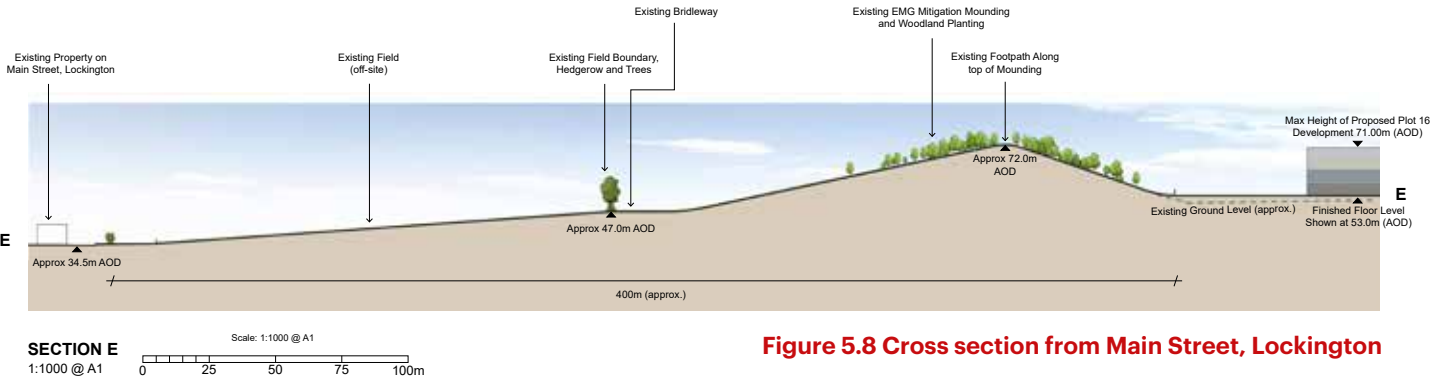 Existing Bridleway
Existing EMG Mitigation Mounding
and Woodland Planting
Existing Property on
Main Street, Lockington
Existing Field
(off-site)
Existing Field Boundary,
Hedgerow and Trees
Existing Footpath Along
top of Mounding
Max Height of Proposed Plot 16
Development 71.00m (AOD)
Approx 72.0m
AOD
E
E
Existing Ground Level (approx.)
Finished Floor Level
Shown at 53.0m (AOD)
Approx 47.0m AOD
Approx 34.5m AOD
400m (approx.)
SECTION E
1:1000 @ A1
Scale: 1:1000 @ A1
0 25 50 75 100m
Figure 5.8 Cross section from Main Street, Lockington